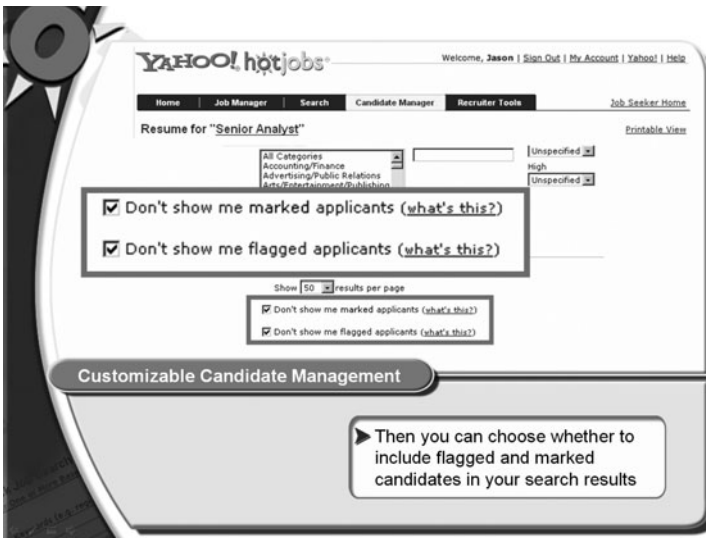 YAHOO! hotjobs
Welcome, Jason | Sign Out | My Account | Yahoo! | Help
Home | Job Manager | Search | Candidate Manager | Recruiter Tools
Job Seeker Home
Resume for "Senior Analyst"
Printable View
All Categories
Accounting/Finance
Advertising/Public Relations
Arts/Entertainment/Publishing
Unspecified
High
Unspecified
Don't show me marked applicants (what's this?)
Don't show me flagged applicants (what's this?)
Show 50 results per page
Don't show me marked applicants (what's this?)
Don't show me flagged applicants (what's this?)
Customizable Candidate Management
Then you can choose whether to
include flagged and marked
candidates in your search results